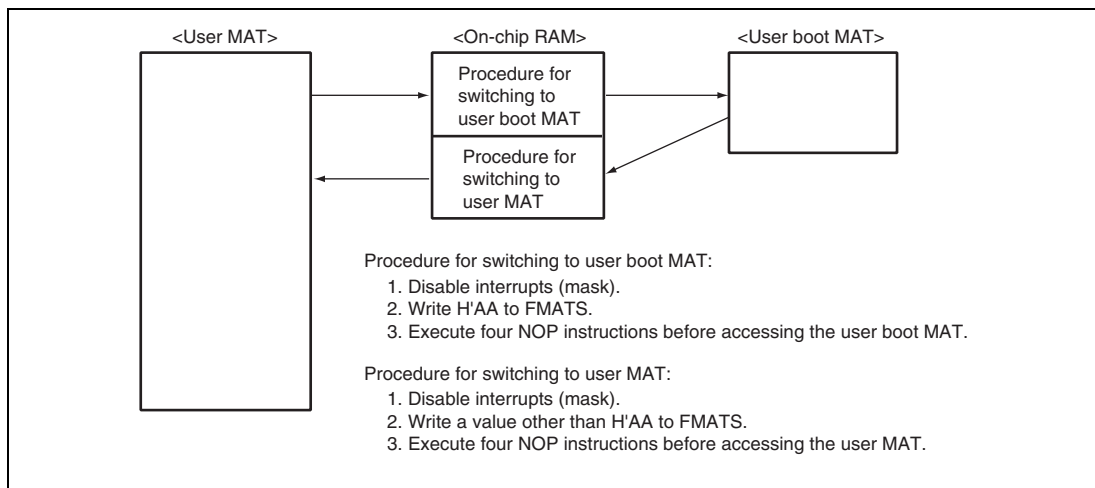 <User MAT>
<On-chip RAM>
<User boot MAT>
Procedure for
switching to
user boot MAT
Procedure for
switching to
user MAT
Procedure for switching to user boot MAT:
1. Disable interrupts (mask).
2. Write H'AA to FMATS.
3. Execute four NOP instructions before accessing the user boot MAT.
Procedure for switching to user MAT:
1. Disable interrupts (mask).
2. Write a value other than H'AA to FMATS.
3. Execute four NOP instructions before accessing the user MAT.